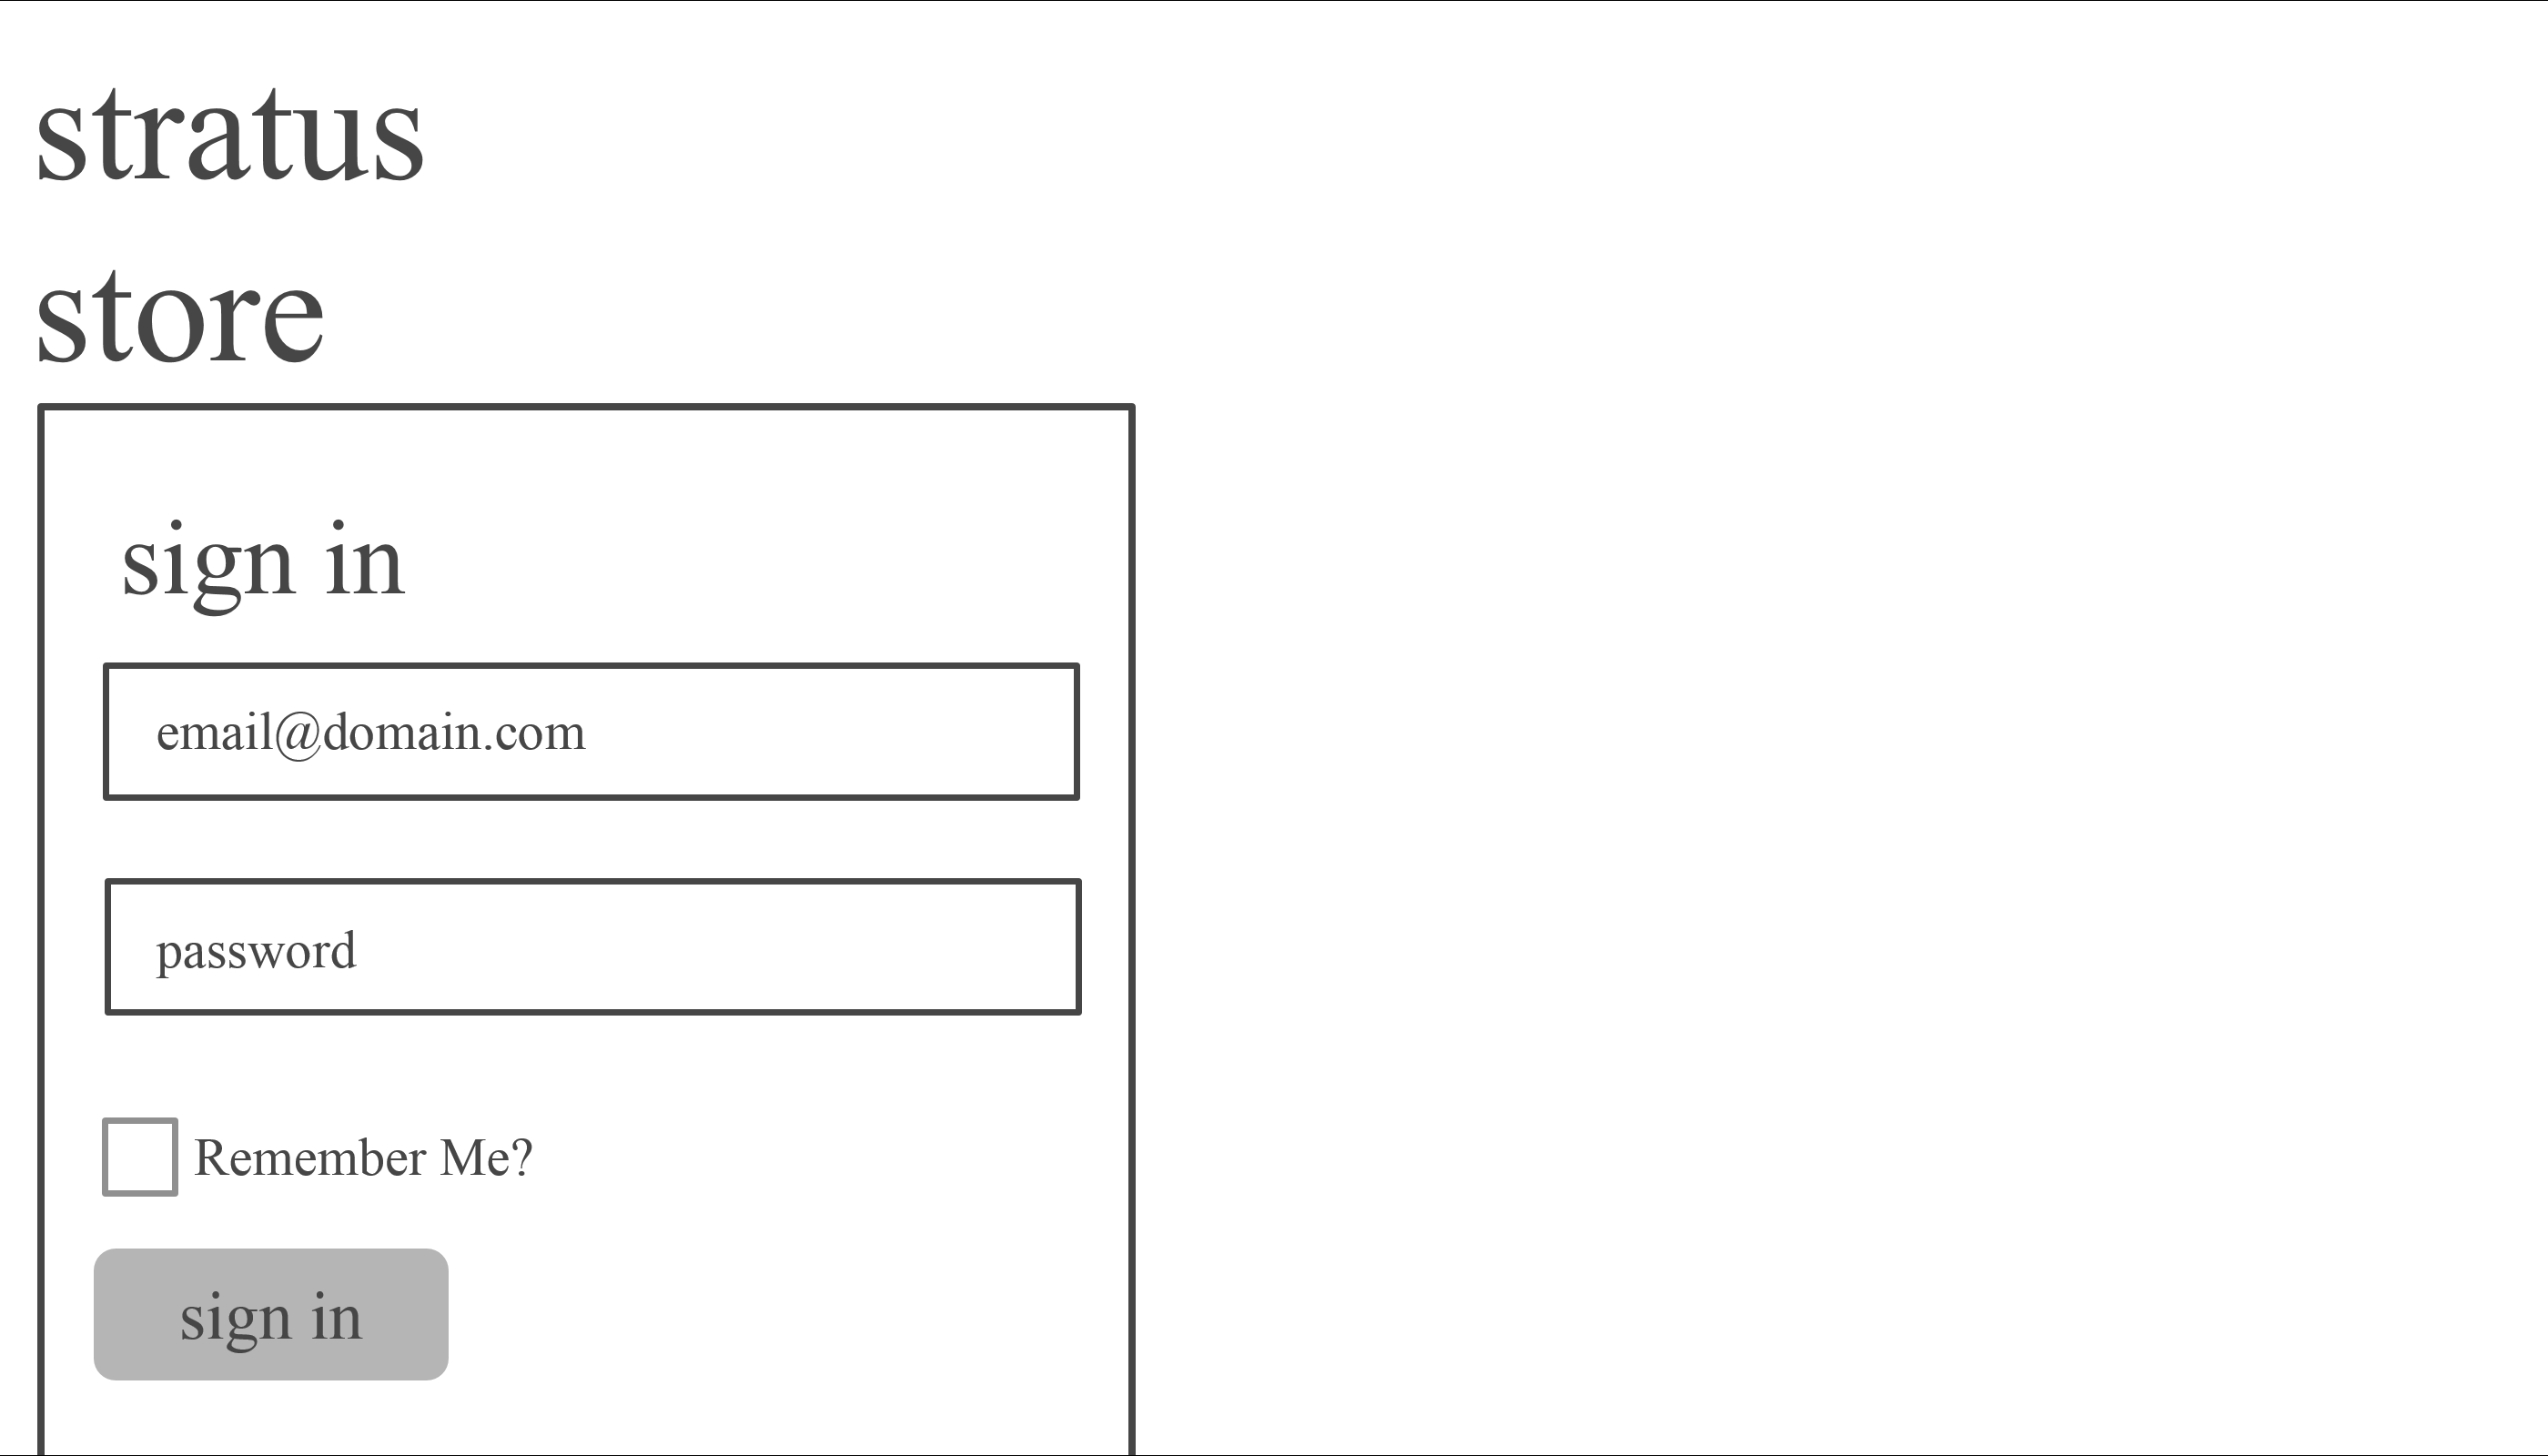 stratus
store
sign in
email@domain.com
password
Remember Me?
sign in